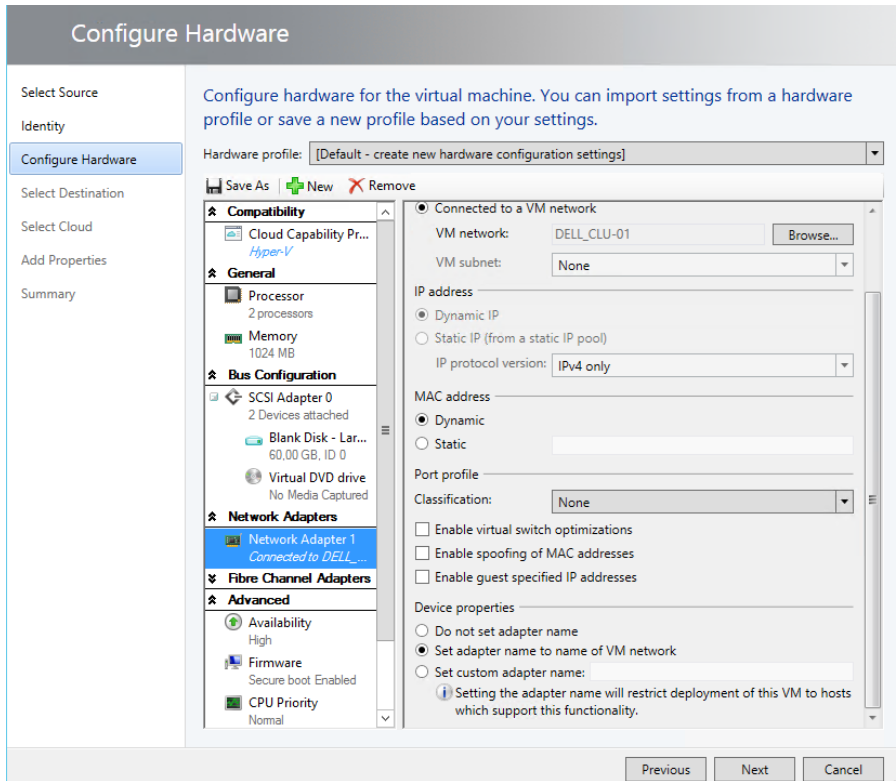 Configure Hardware
Select Source
Identity
Configure Hardware
Select Destination
Select Cloud
Add Properties
Summary
Configure hardware for the virtual machine. You can import settings from a hardware
profile or save a new profile based on your settings.
Hardware profile: [Default - create new hardware configuration settings]
Save As New Remove
Compatibility
Cloud Capability Pr...
Hyper-V
General
Processor
2 processors
Memory
1024 MB
Bus Configuration
SCSI Adapter 0
2 Devices attached
Blank Disk - Lar...
60,00 GB, ID 0
Virtual DVD drive
No Media Captured
Network Adapters
Network Adapter 1
Connected to DELL_...
Fibre Channel Adapters
Advanced
Availability
High
Firmware
Secure boot Enabled
CPU Priority
Normal
Connected to a VM network
VM network: DELL_CLU-01 Browse...
VM subnet: None
IP address
Dynamic IP
Static IP (from a static IP pool)
IP protocol version: IPv4 only
MAC address
Dynamic
Static
Port profile
Classification: None
Enable virtual switch optimizations
Enable spoofing of MAC addresses
Enable guest specified IP addresses
Device properties
Do not set adapter name
Set adapter name to name of VM network
Set custom adapter name:
Setting the adapter name will restrict deployment of this VM to hosts
which support this functionality.
Previous Next Cancel